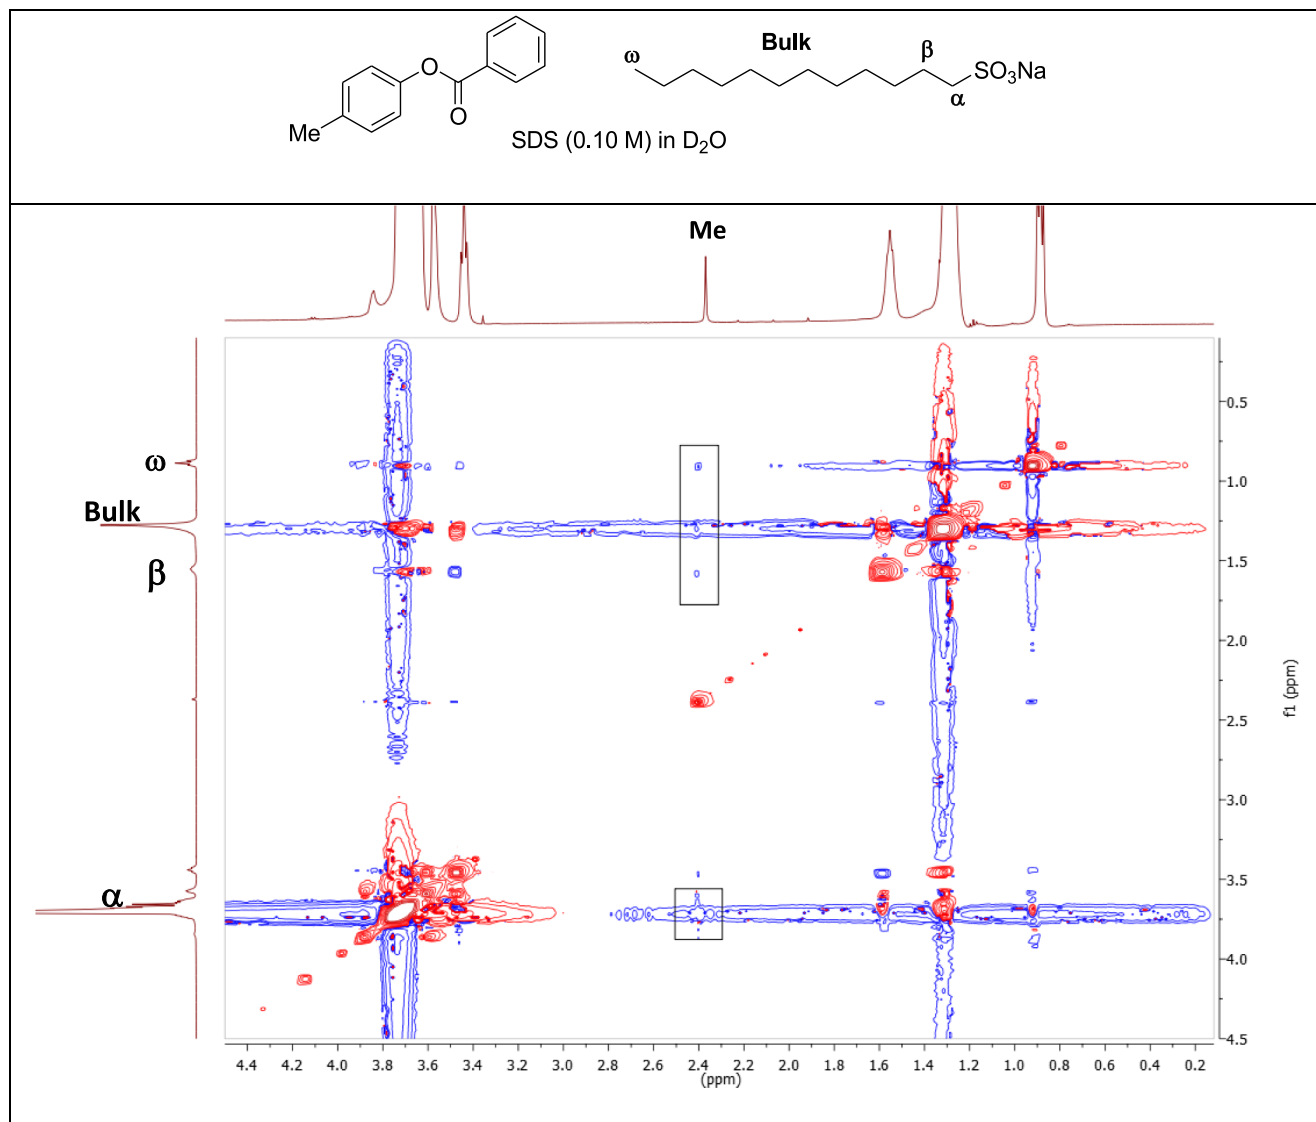 O
O
Me
ω
Bulk
β
SO3Na
α
SDS (0.10 M) in D2O
Me
ω
Bulk
β
α
0.5
1.0
1.5
2.0
2.5
3.0
3.5
4.0
4.5
f1 (ppm)
4.4 4.0 3.6 3.2 2.8 2.4 2.0 1.6 1.2 0.8 0.4
4.2 3.8 3.4 3.0 2.6 2.2 1.8 1.4 1.0 0.6 0.2
(ppm)